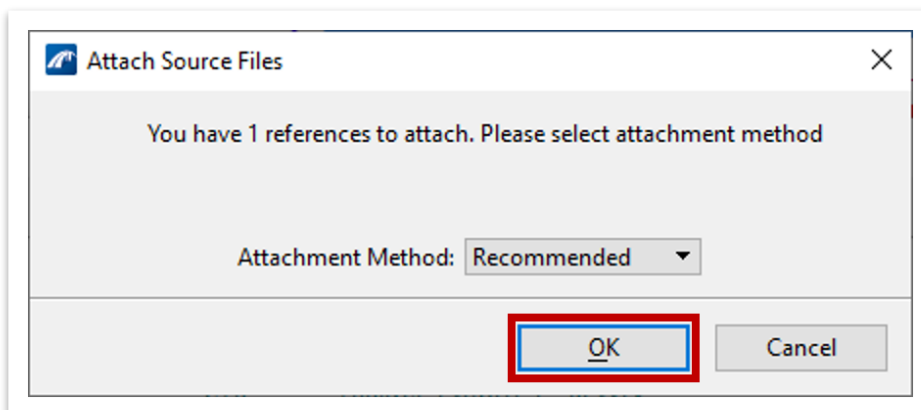 Attach Source Files
You have 1 references to attach. Please select attachment method
Attachment Method: Recommended
OK Cancel